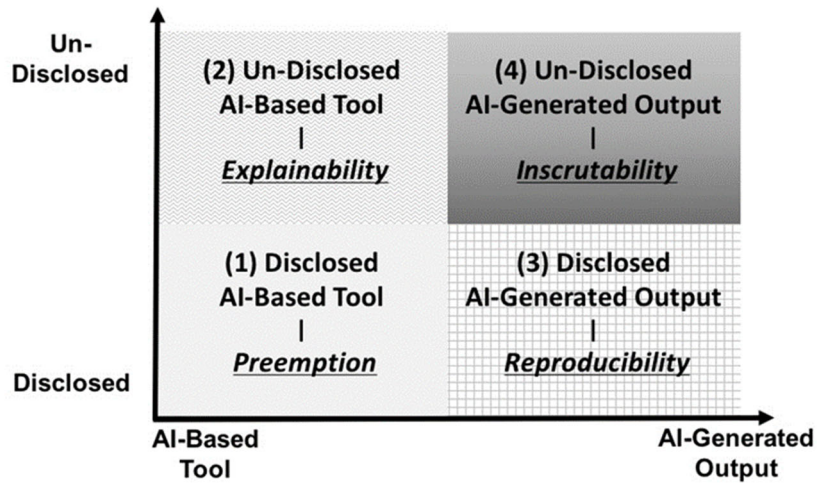 Un-
Disclosed
(2) Un-Disclosed
AI-Based Tool
Explainability
(4) Un-Disclosed
AI-Generated Output
Inscrutability
(1) Disclosed
AI-Based Tool
Preemption
(3) Disclosed
AI-Generated Output
Reproducibility
Disclosed
AI-Based
Tool
AI-Generated
Output